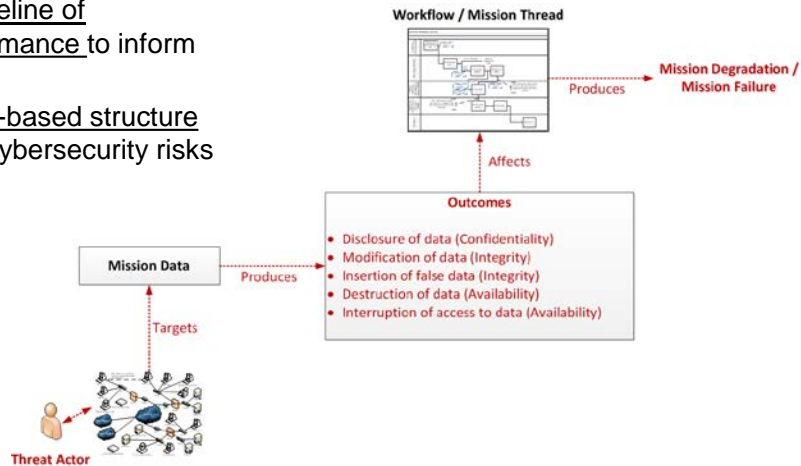 eline of
mance to inform
-based structure
ybersecurity risks
Workflow / Mission Thread
Produces
Mission Degradation /
Mission Failure
Affects
Outcomes
• Disclosure of data (Confidentiality)
• Modification of data (Integrity)
• Insertion of false data (Integrity)
• Destruction of data (Availability)
• Interruption of access to data (Availability)
Mission Data
Produces
Targets
Threat Actor